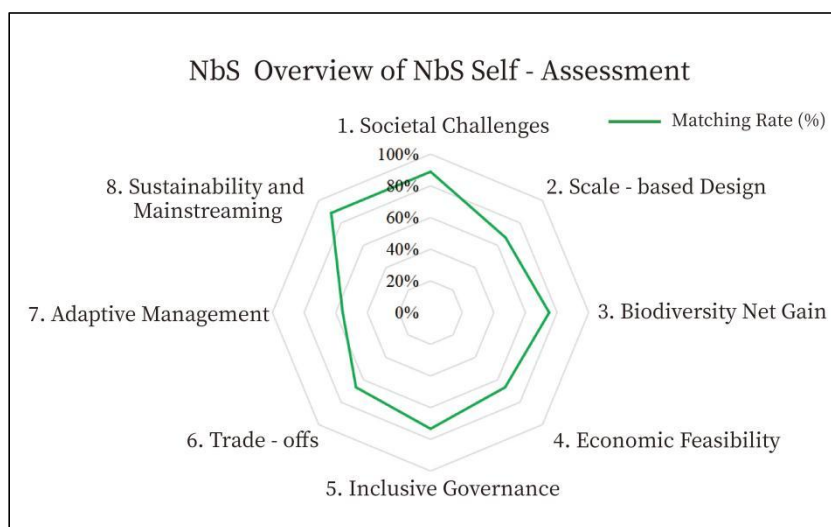 NbS Overview of NbS Self - Assessment
1. Societal Challenges
Matching Rate (%)
100%
8. Sustainability and
Mainstreaming
80%
2. Scale - based Design
60%
40%
20%
7. Adaptive Management
0%
3. Biodiversity Net Gain
6. Trade - offs
4. Economic Feasibility
5. Inclusive Governance